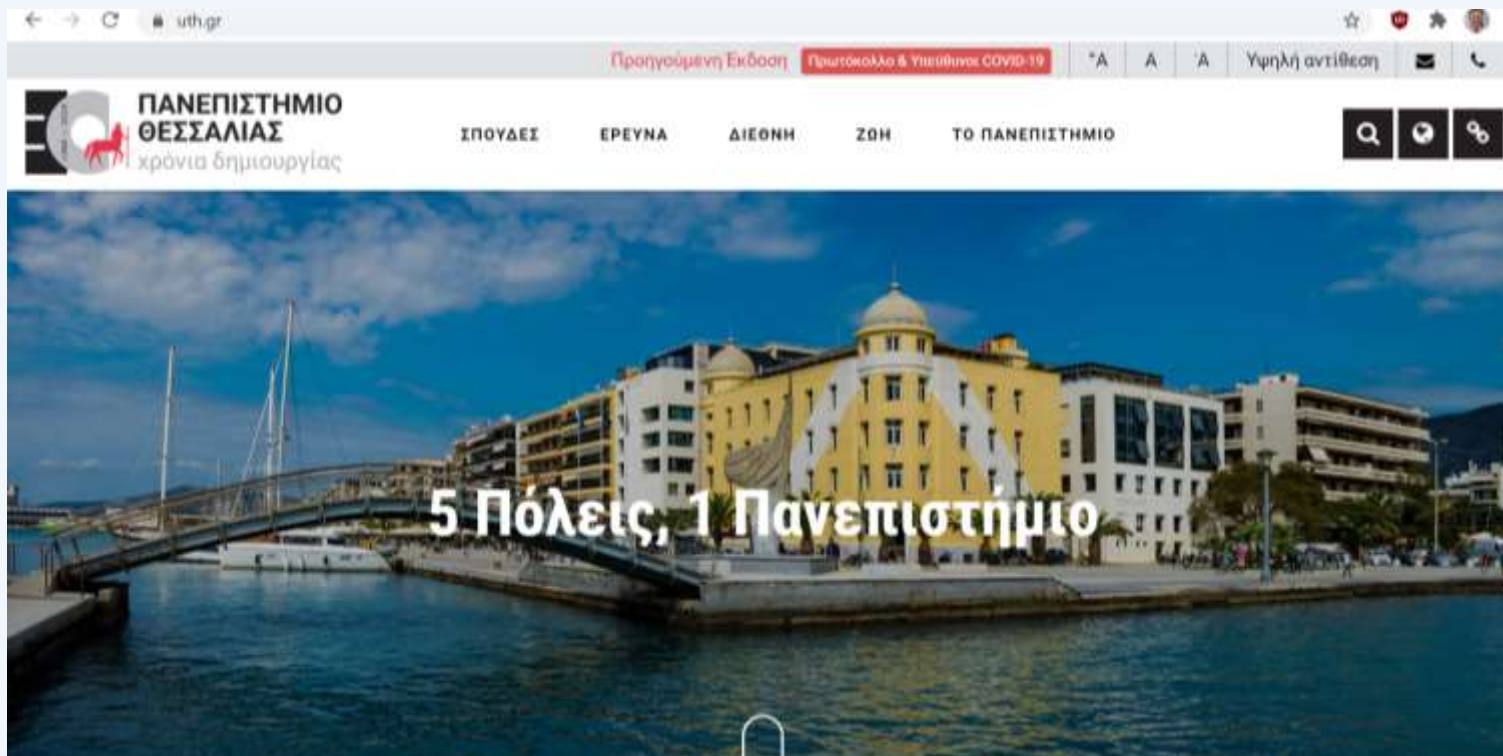 uth.gr
Προηγούμενη Έκδοση Πρωτόκολλο & Υπεύθυνοι COVID-19 +A A -A Υψηλή αντίθεση
ΠΑΝΕΠΙΣΤΗΜΙΟ
ΘΕΣΣΑΛΙΑΣ
χρόνια δημιουργίας
ΣΠΟΥΔΕΣ ΕΡΕΥΝΑ ΔΙΕΘΝΗ ΖΩΗ ΤΟ ΠΑΝΕΠΙΣΤΗΜΙΟ
5 Πόλεις, 1 Πανεπιστήμιο